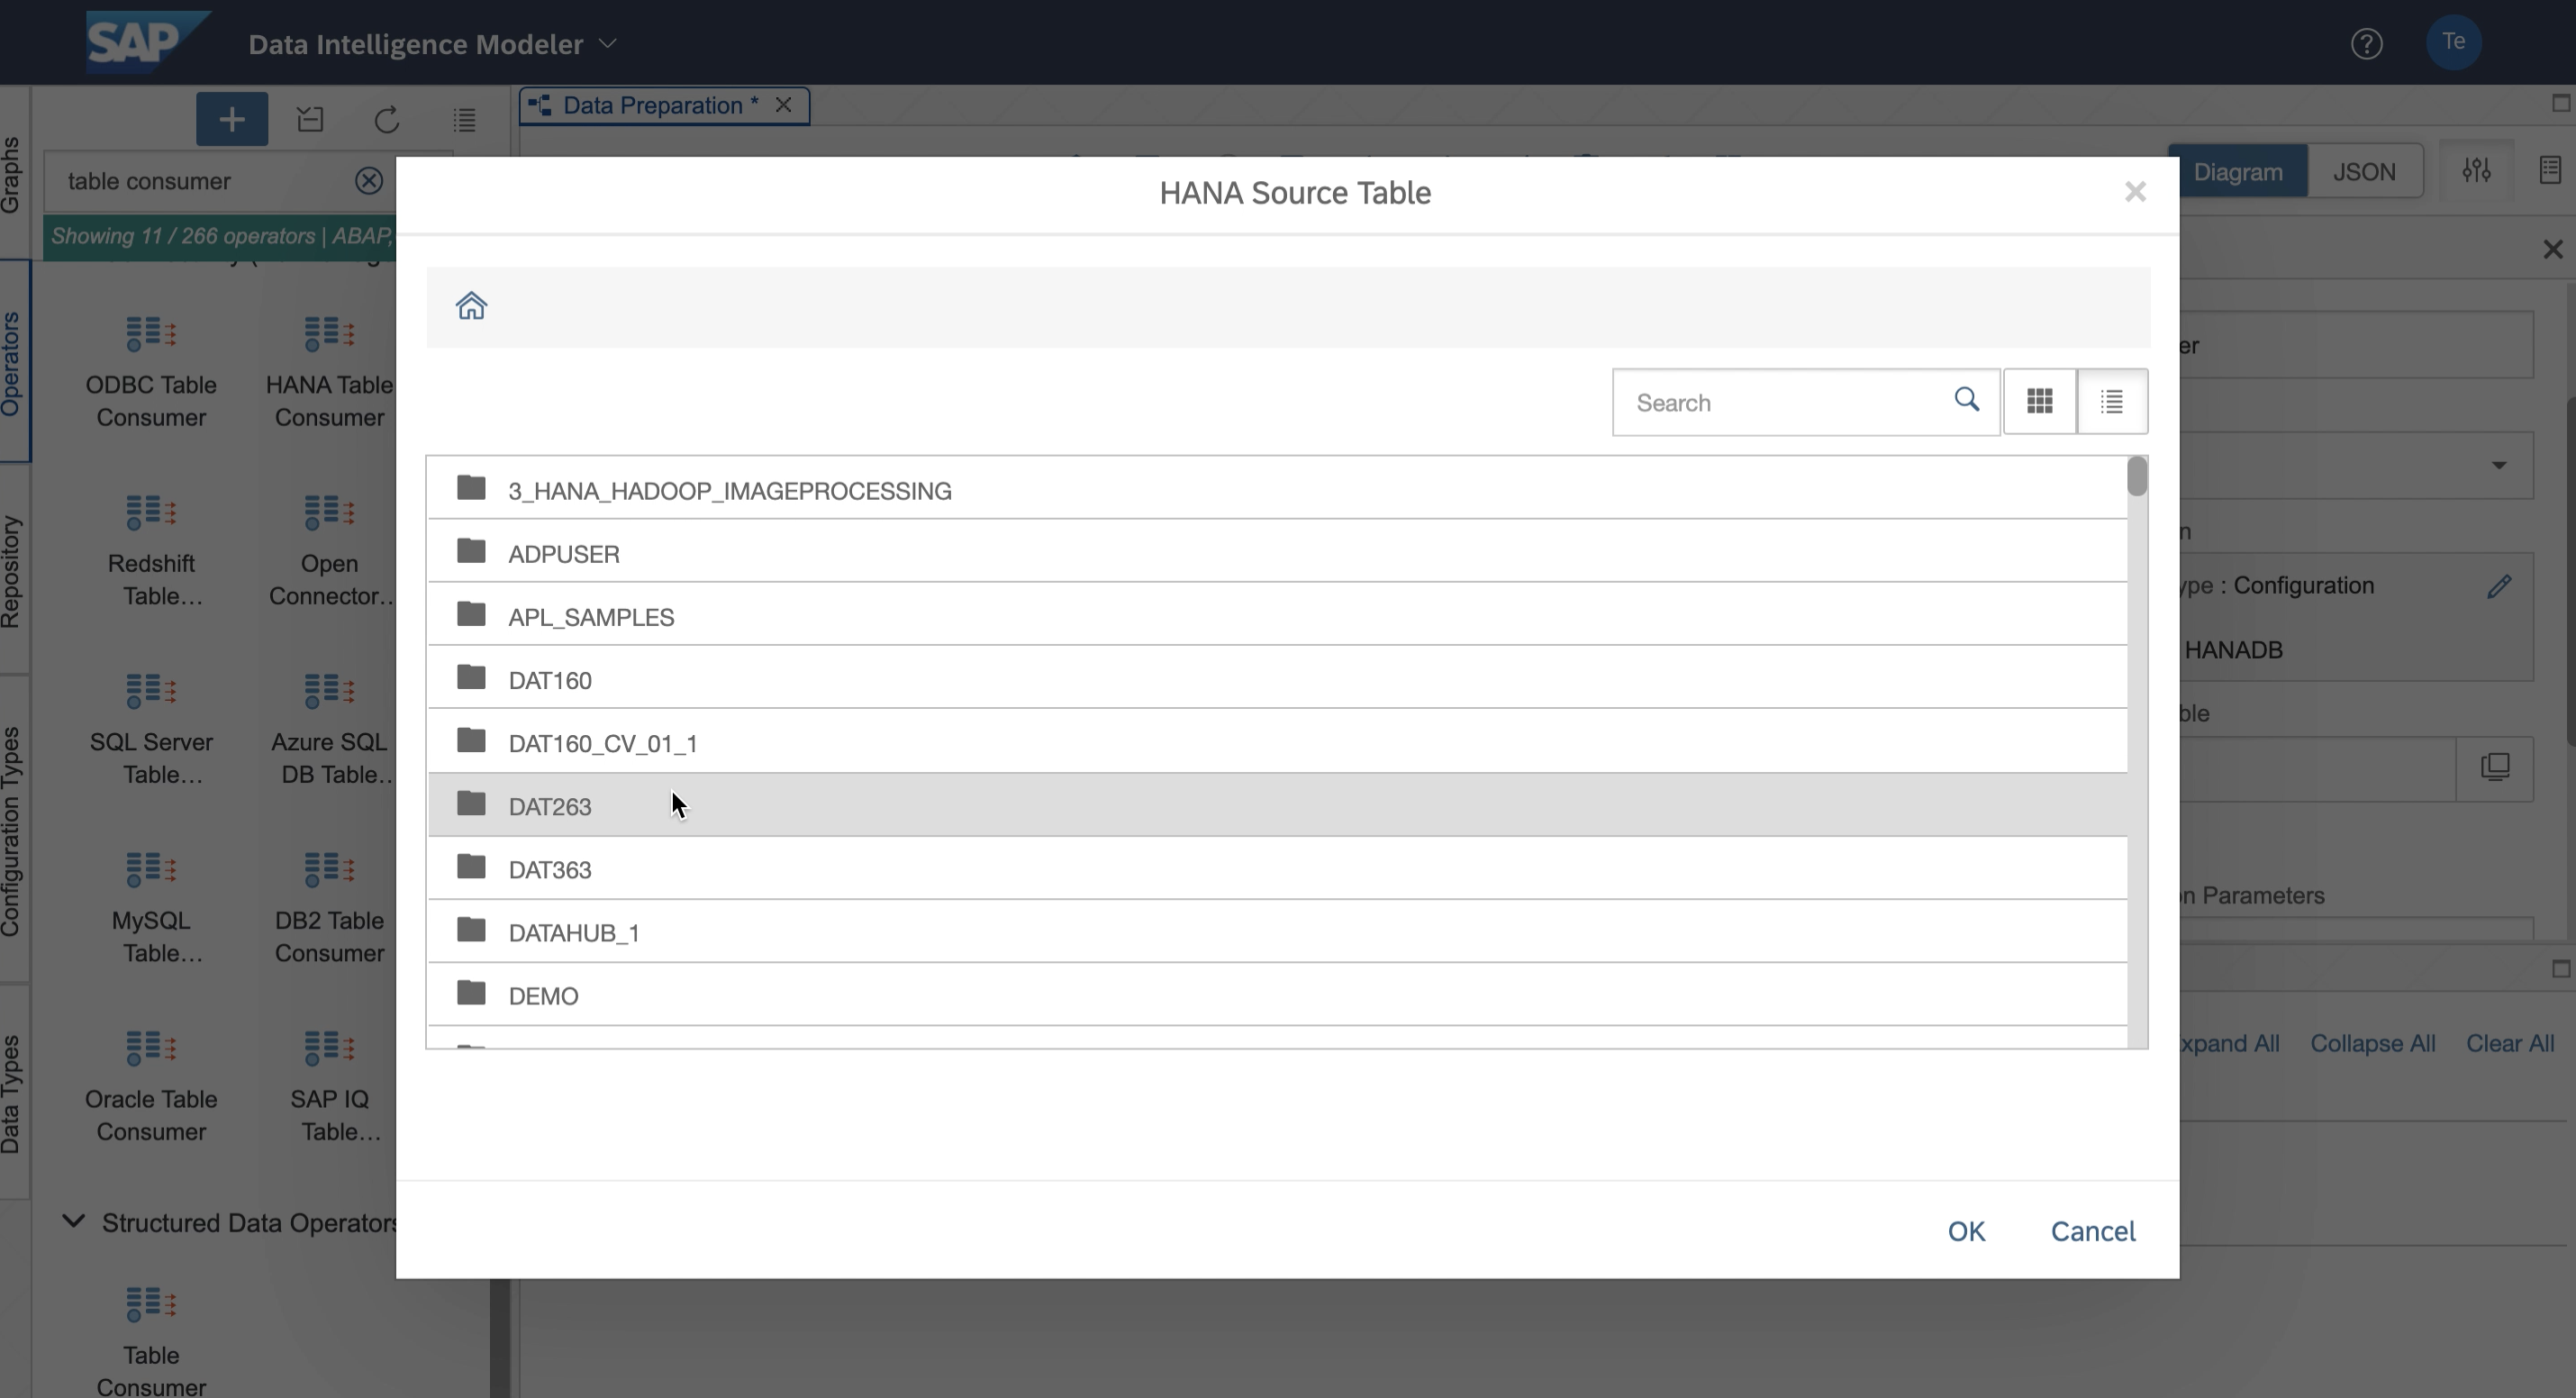 SAP
Data Intelligence Modeler
Te
Data Preparation *
Graphs
Operators
Repository
Configuration Types
Data Types
table consumer
Showing 11 / 266 operators | ABAP,
ODBC Table
Consumer
HANA Table
Consumer
Redshift
Table...
Open
Connector...
SQL Server
Table...
Azure SQL
DB Table...
MySQL
Table...
DB2 Table
Consumer
Oracle Table
Consumer
SAP IQ
Table...
Structured Data Operators
Table
Consumer
HANA Source Table
Search
3_HANA_HADOOP_IMAGEPROCESSING
ADPUSER
APL_SAMPLES
DAT160
DAT160_CV_01_1
DAT263
DAT363
DATAHUB_1
DEMO
OK
Cancel
Diagram
JSON
er
n
ype : Configuration
HANADB
ble
n Parameters
xpand All
Collapse All
Clear All